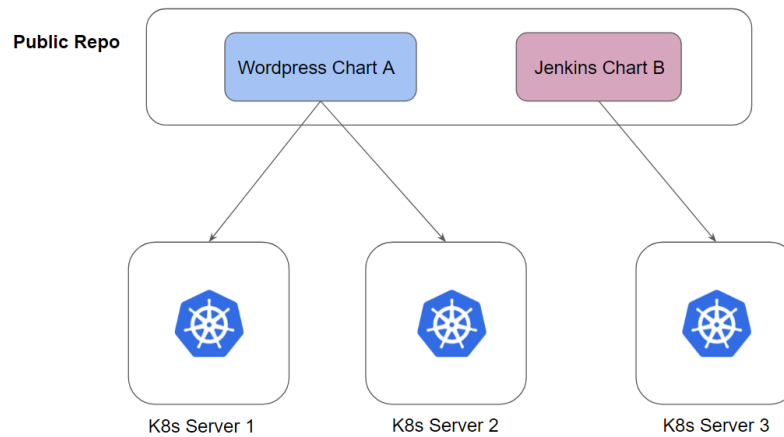 Public Repo
Wordpress Chart A
Jenkins Chart B
K8s Server 1
K8s Server 2
K8s Server 3